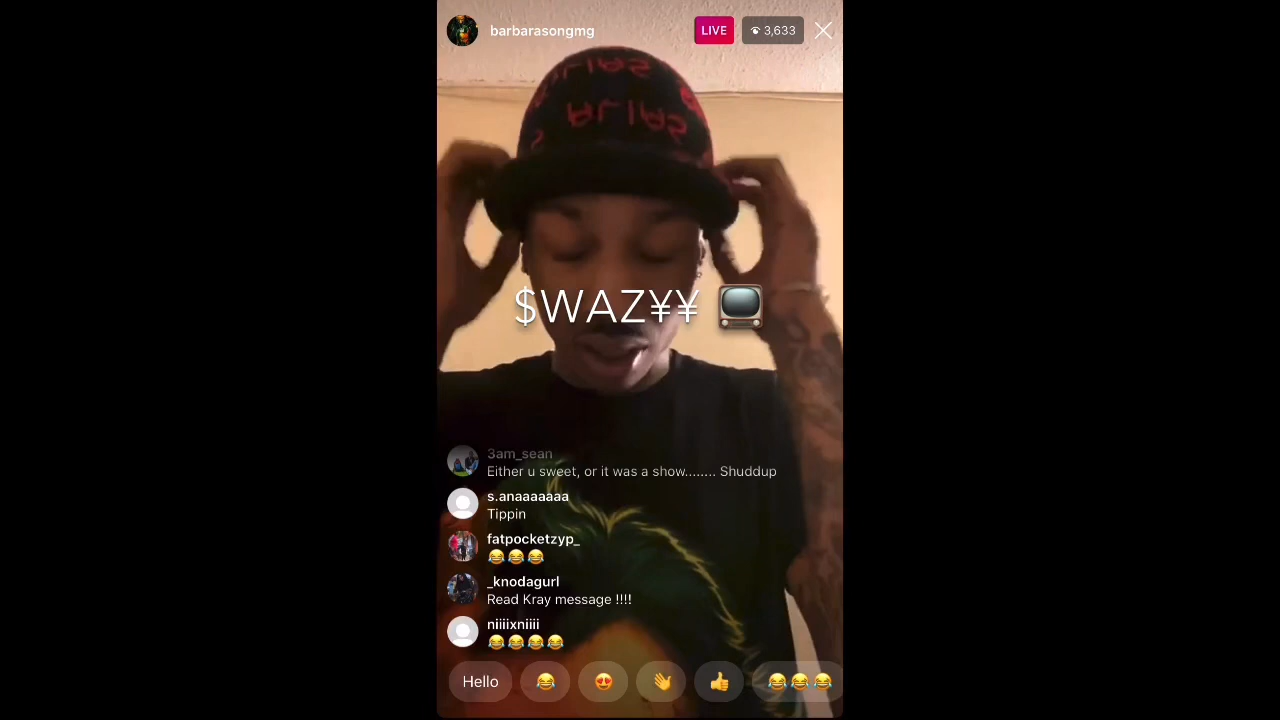 barbarasongmg
LIVE
3,633
$WAZ¥¥ 📺
3am_sean
Either u sweet, or it was a show........ Shuddup
s.anaaaaaaa
Tippin
fatpocketzyp_
😂😂😂
_knodagurl
Read Kray message !!!!
niiiixniiii
😂😂😂😂
Hello 😂 😍 👋 👍 😂😂😂